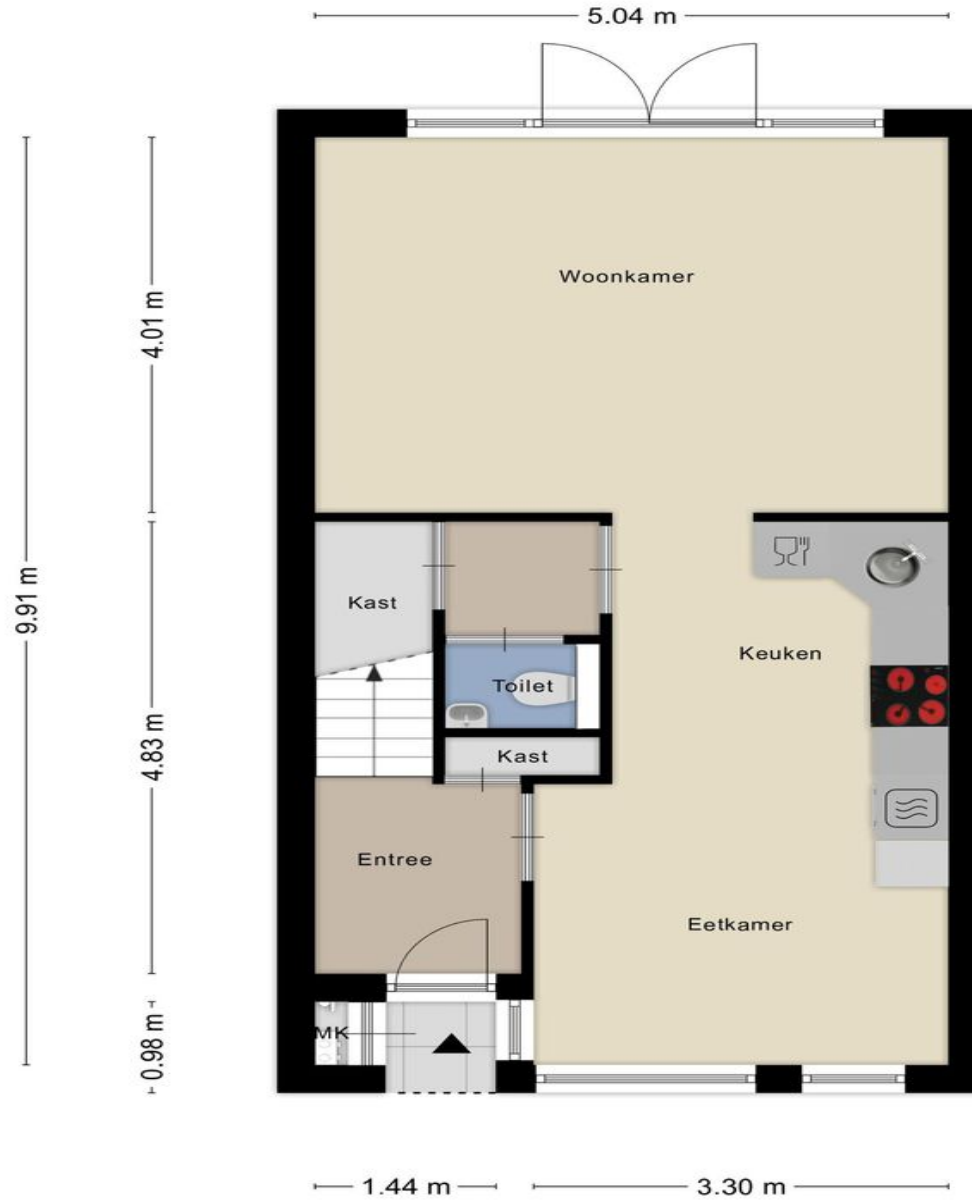 5.04 m
Woonkamer
4.01 m
9.91 m
Kast
Keuken
Toilet
4.83 m
Kast
Entree
Eetkamer
MK
0.98 m
1.44 m
3.30 m